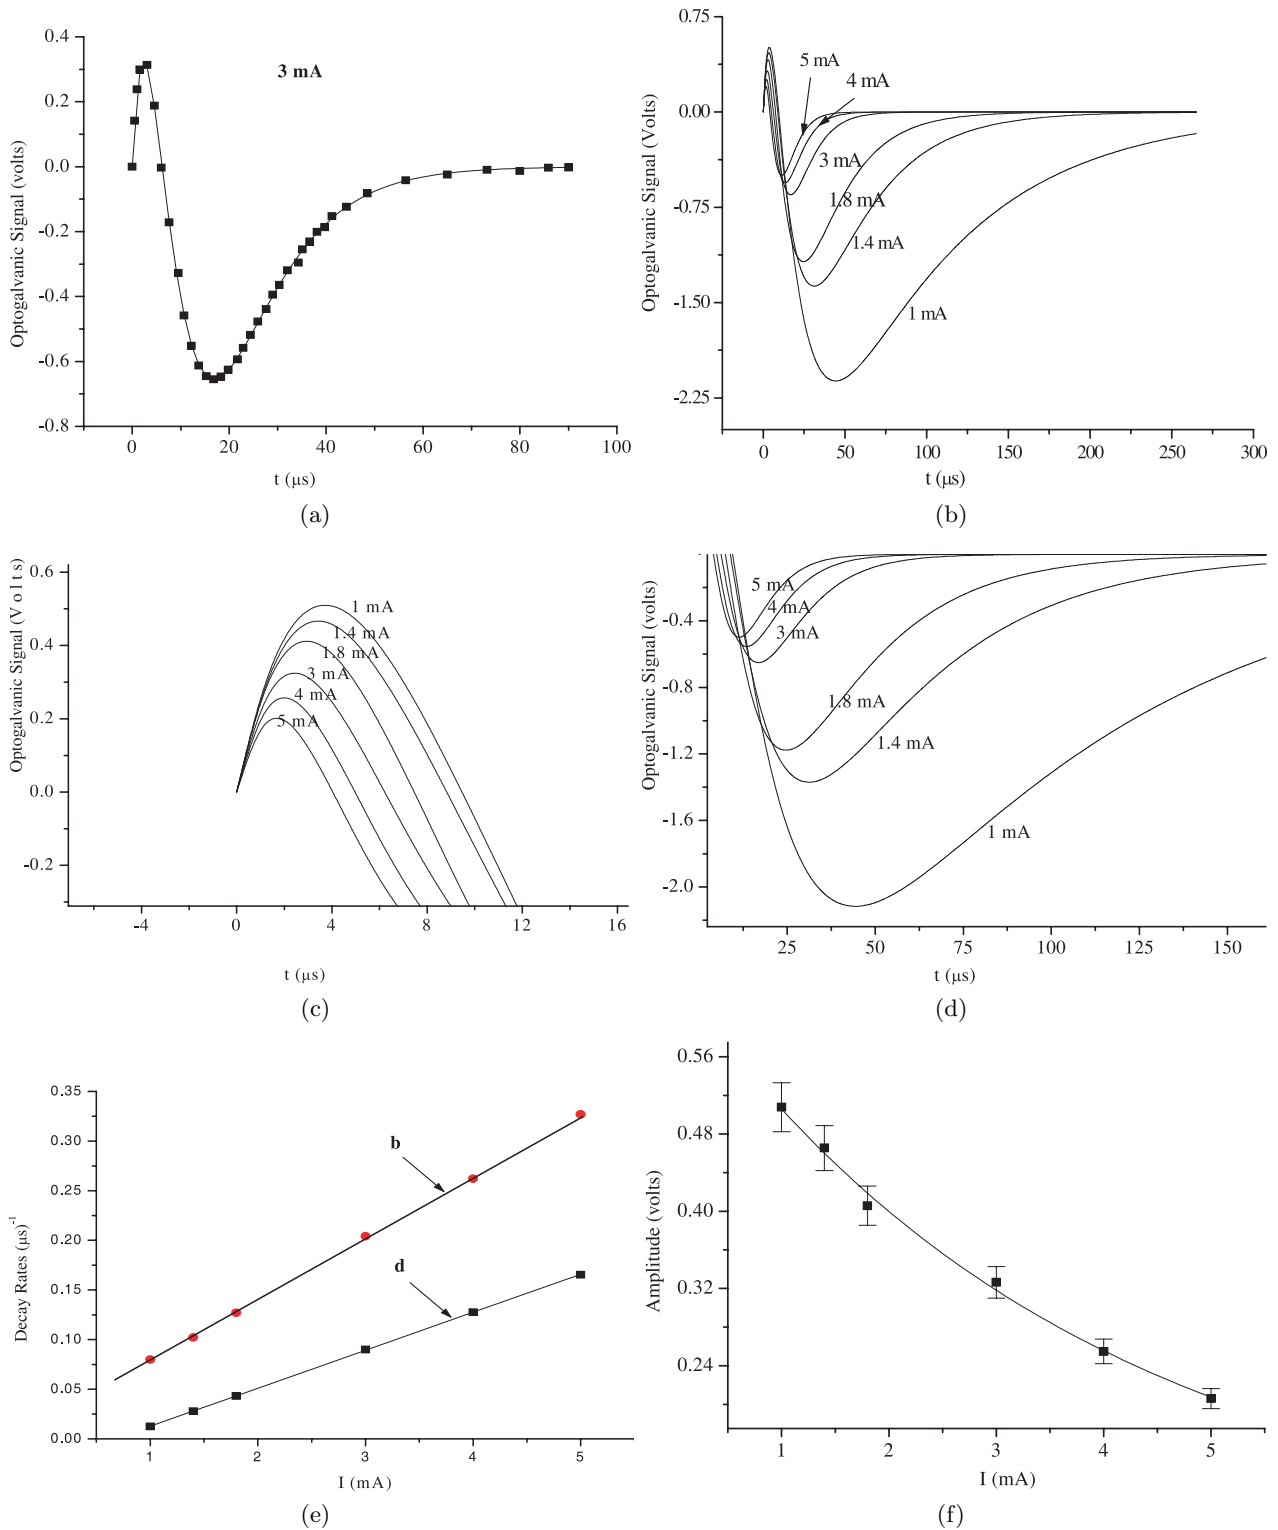 0.4
0.2
0.0
-0.2
-0.4
-0.6
-0.8
Optogalvanic Signal (volts)
3 mA
0
20
40
60
80
100
t (μs)
(a)
0.75
0.00
-0.75
-1.50
-2.25
Optogalvanic Signal (Volts)
5 mA
4 mA
3 mA
1.8 mA
1.4 mA
1 mA
0
50
100
150
200
250
300
t (μs)
(b)
0.6
0.4
0.2
0.0
-0.2
Optogalvanic Signal (V o l t s)
1 mA
1.4 mA
1.8 mA
3 mA
4 mA
5 mA
-4
0
4
8
12
16
t (μs)
(c)
-0.4
-0.8
-1.2
-1.6
-2.0
Optogalvanic Signal (volts)
5 mA
4 mA
3 mA
1.8 mA
1.4 mA
1 mA
25
50
75
100
125
150
t (μs)
(d)
0.35
0.30
0.25
0.20
0.15
0.10
0.05
0.00
Decay Rates (μs)-1
b
d
1
2
3
4
5
I (mA)
(e)
0.56
0.48
0.40
0.32
0.24
Amplitude (volts)
1
2
3
4
5
I (mA)
(f)